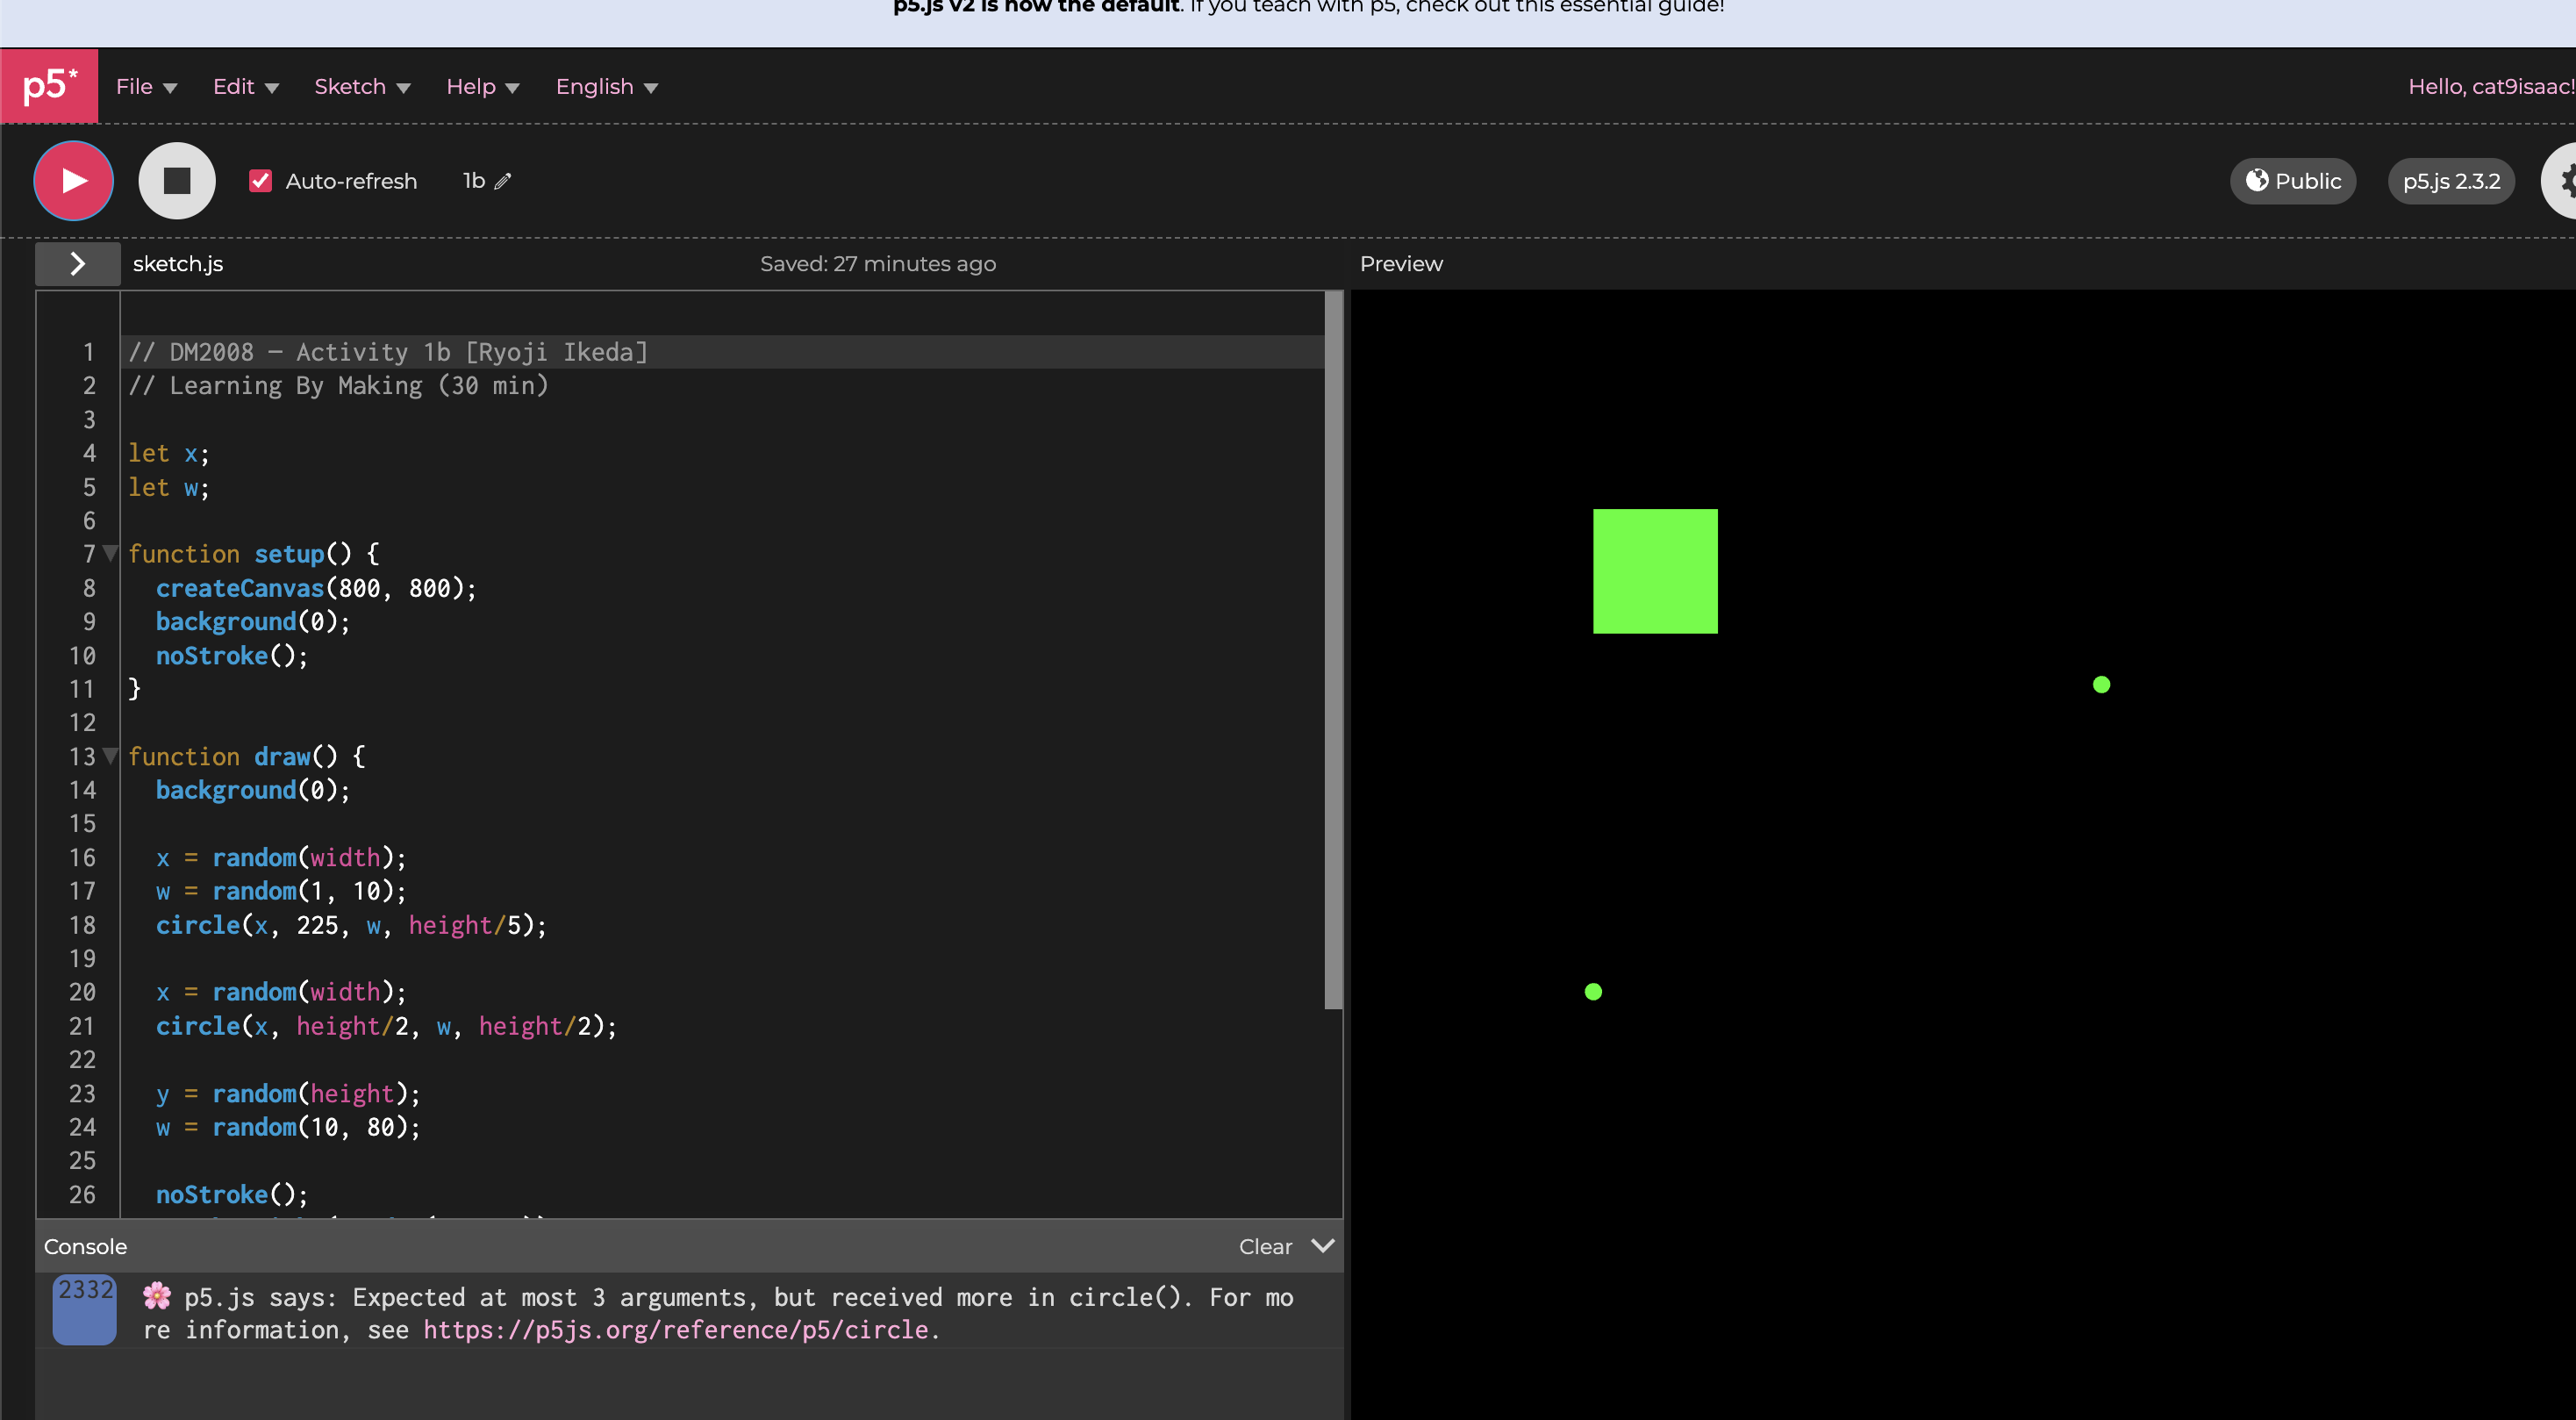 p5.js v2 is now the default. If you teach with p5, check out this essential guide!
p5* File Edit Sketch Help English Hello, cat9isaac!
Auto-refresh 1b Public p5.js 2.3.2
sketch.js Saved: 27 minutes ago Preview
1 // DM2008 – Activity 1b [Ryoji Ikeda]
2 // Learning By Making (30 min)
3
4 let x;
5 let w;
6
7 function setup() {
8 createCanvas(800, 800);
9 background(0);
10 noStroke();
11 }
12
13 function draw() {
14 background(0);
15
16 x = random(width);
17 w = random(1, 10);
18 circle(x, 225, w, height/5);
19
20 x = random(width);
21 circle(x, height/2, w, height/2);
22
23 y = random(height);
24 w = random(10, 80);
25
26 noStroke();
Console Clear
2332 🌸 p5.js says: Expected at most 3 arguments, but received more in circle(). For mo
re information, see https://p5js.org/reference/p5/circle.